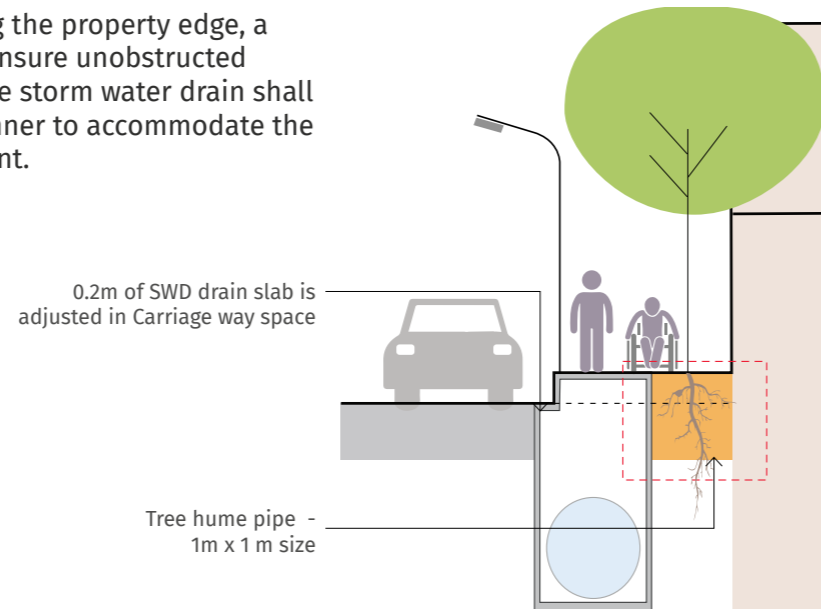 g the property edge, a
nsure unobstructed
e storm water drain shall
nner to accommodate the
nt.
0.2m of SWD drain slab is
adjusted in Carriage way space
Tree hume pipe -
1m x 1 m size